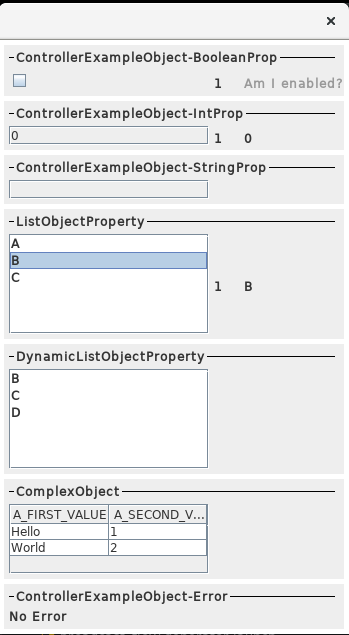 ControllerExampleObject-BooleanProp
1 Am I enabled?
ControllerExampleObject-IntProp
0 1 0
ControllerExampleObject-StringProp
ListObjectProperty
A
B
C
1 B
DynamicListObjectProperty
B
C
D
ComplexObject
A_FIRST_VALUE A_SECOND_V...
Hello 1
World 2
ControllerExampleObject-Error
No Error